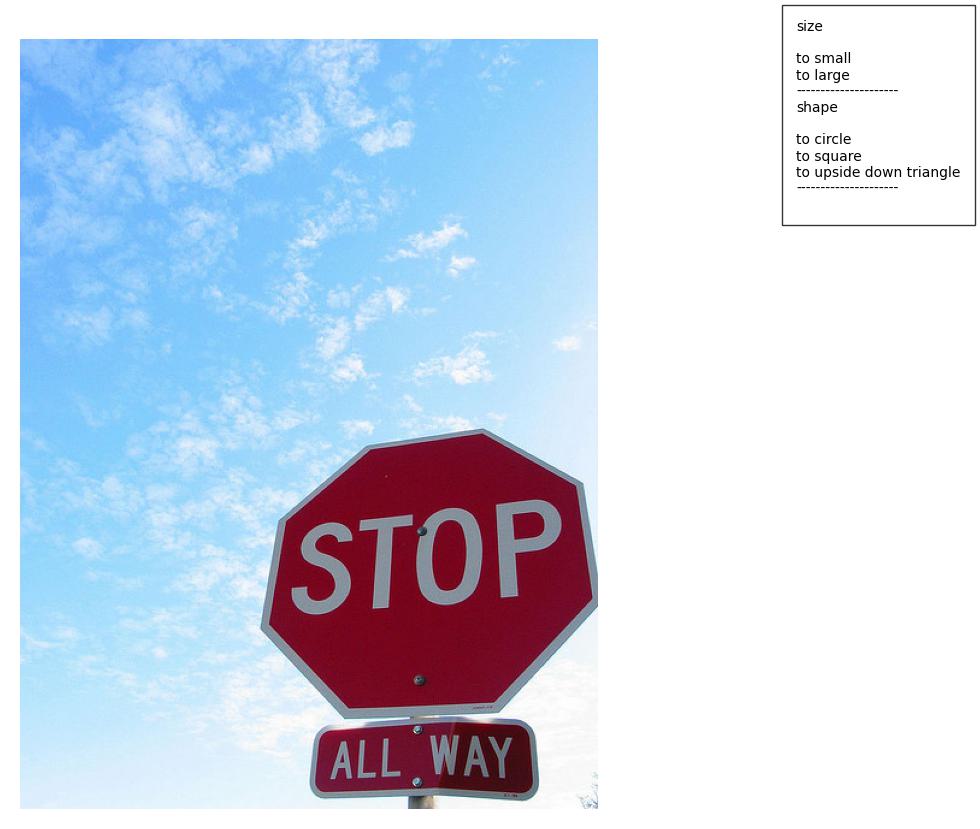 STOP
ALL WAY
size
to small
to large
---------------------
shape
to circle
to square
to upside down triangle
---------------------